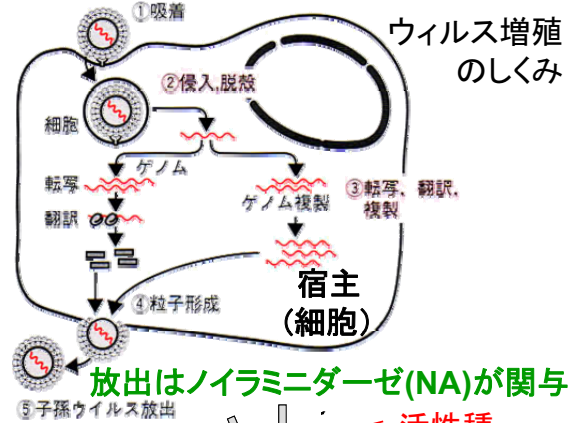 ①吸着
ウィルス増殖
のしくみ
②侵入,脱殻
細胞
ゲノム
転写
翻訳
ゲノム複製
③転写、翻訳、
複製
宿主
(細胞)
④粒子形成
放出はノイラミニダーゼ(NA)が関与
⑤子孫ウイルス放出
活性種